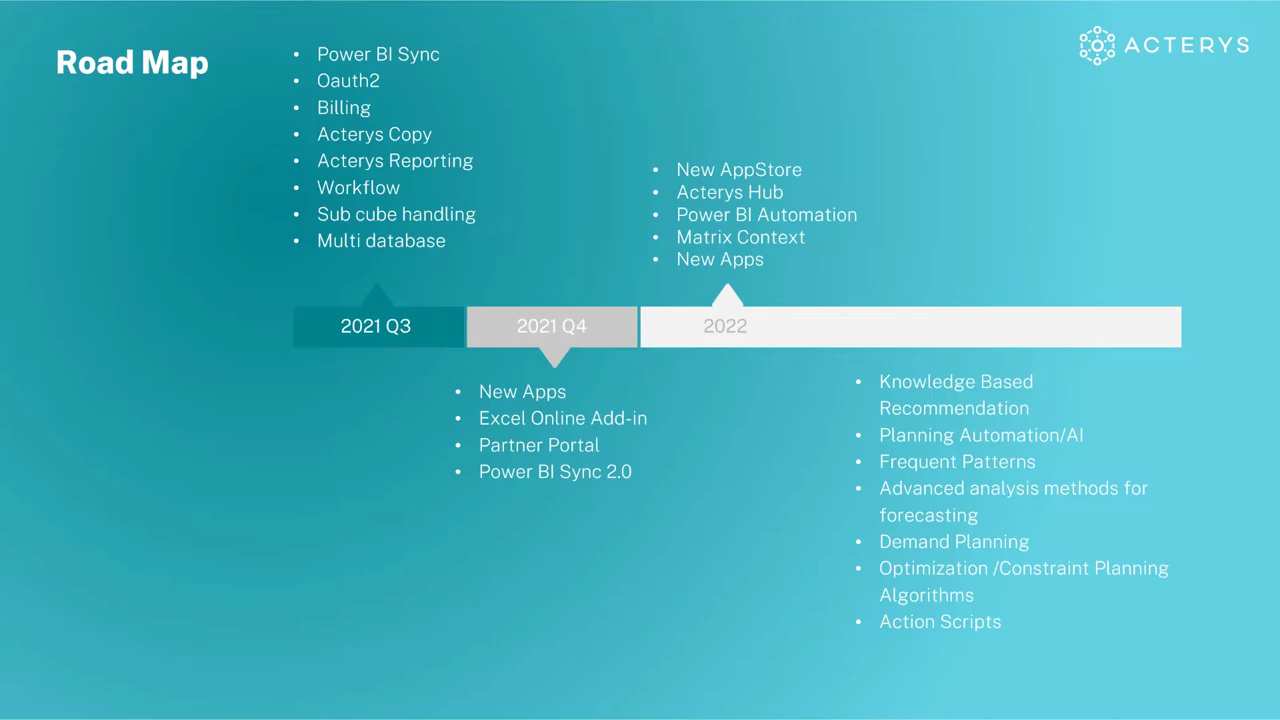 Road Map
ACTERYS
• Power BI Sync
• Oauth2
• Billing
• Acterys Copy
• Acterys Reporting
• Workflow
• Sub cube handling
• Multi database
• New AppStore
• Acterys Hub
• Power BI Automation
• Matrix Context
• New Apps
2021 Q3
2021 Q4
2022
• New Apps
• Excel Online Add-in
• Partner Portal
• Power BI Sync 2.0
• Knowledge Based
Recommendation
• Planning Automation/AI
• Frequent Patterns
• Advanced analysis methods for
forecasting
• Demand Planning
• Optimization /Constraint Planning
Algorithms
• Action Scripts